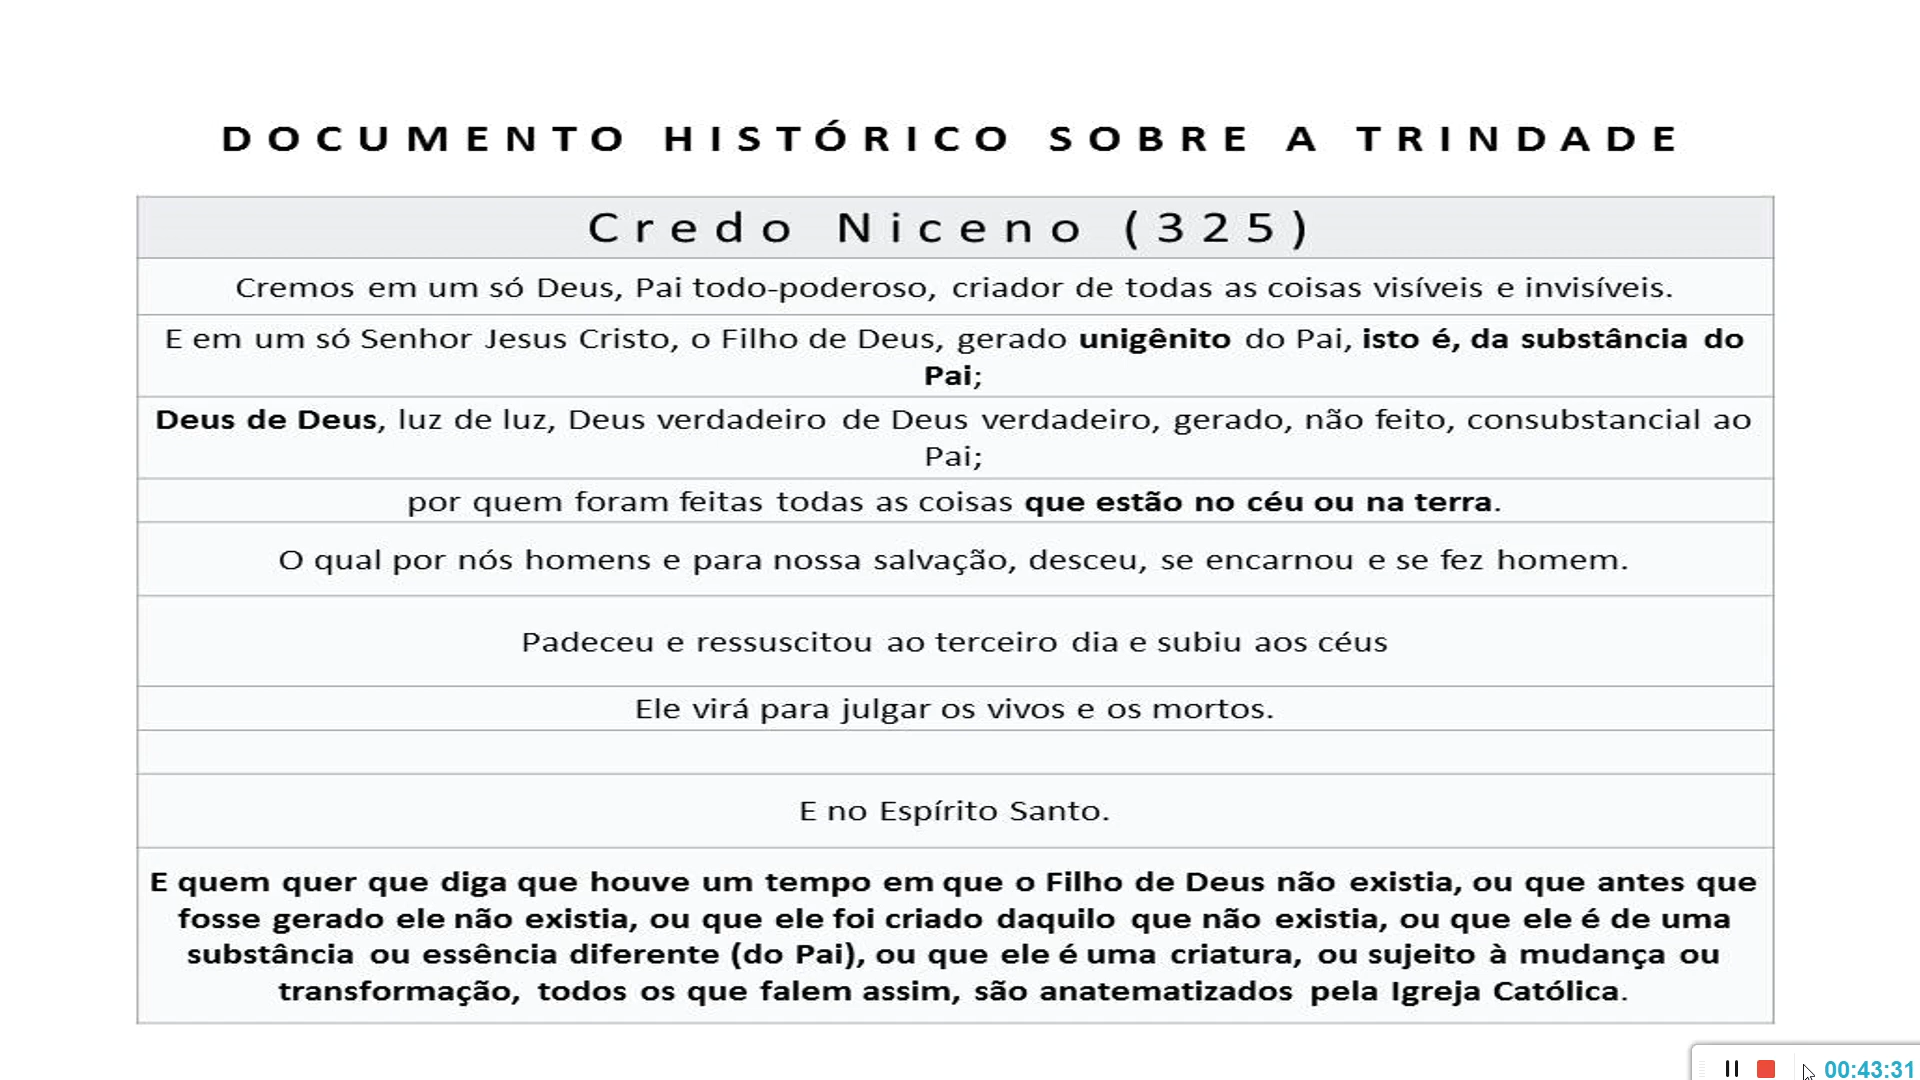 DOCUMENTO HISTÓRICO SOBRE A TRINDADE
Credo Niceno (325)
Cremos em um só Deus, Pai todo-poderoso, criador de todas as coisas visíveis e invisíveis.
E em um só Senhor Jesus Cristo, o Filho de Deus, gerado unigênito do Pai, isto é, da substância do
Pai;
Deus de Deus, luz de luz, Deus verdadeiro de Deus verdadeiro, gerado, não feito, consubstancial ao
Pai;
por quem foram feitas todas as coisas que estão no céu ou na terra.
O qual por nós homens e para nossa salvação, desceu, se encarnou e se fez homem.
Padeceu e ressuscitou ao terceiro dia e subiu aos céus
Ele virá para julgar os vivos e os mortos.
E no Espírito Santo.
E quem quer que diga que houve um tempo em que o Filho de Deus não existia, ou que antes que
fosse gerado ele não existia, ou que ele foi criado daquilo que não existia, ou que ele é de uma
substância ou essência diferente (do Pai), ou que ele é uma criatura, ou sujeito à mudança ou
transformação, todos os que falem assim, são anatematizados pela Igreja Católica.
00:43:31